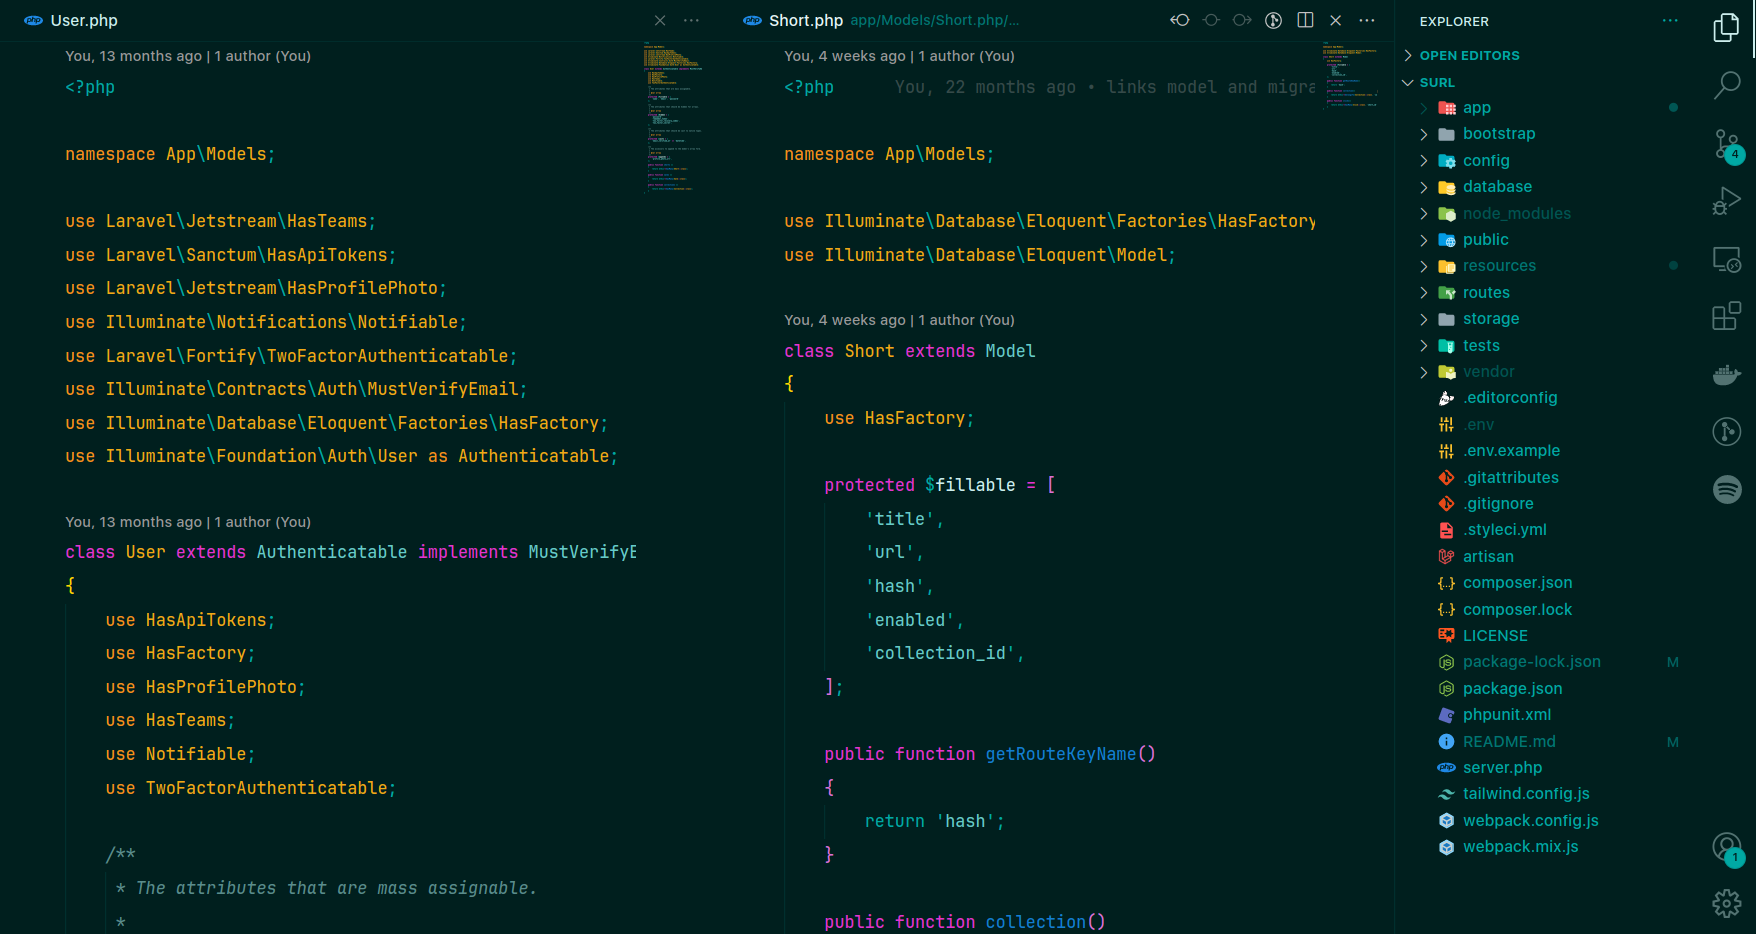 User.php
You, 13 months ago | 1 author (You)
<?php
namespace App\Models;
use Laravel\Jetstream\HasTeams;
use Laravel\Sanctum\HasApiTokens;
use Laravel\Jetstream\HasProfilePhoto;
use Illuminate\Notifications\Notifiable;
use Laravel\Fortify\TwoFactorAuthenticatable;
use Illuminate\Contracts\Auth\MustVerifyEmail;
use Illuminate\Database\Eloquent\Factories\HasFactory;
use Illuminate\Foundation\Auth\User as Authenticatable;
You, 13 months ago | 1 author (You)
class User extends Authenticatable implements MustVerifyE
{
use HasApiTokens;
use HasFactory;
use HasProfilePhoto;
use HasTeams;
use Notifiable;
use TwoFactorAuthenticatable;
/**
* The attributes that are mass assignable.
*
Short.php app/Models/Short.php/...
You, 4 weeks ago | 1 author (You)
<?php You, 22 months ago • links model and migra
namespace App\Models;
use Illuminate\Database\Eloquent\Factories\HasFactory
use Illuminate\Database\Eloquent\Model;
You, 4 weeks ago | 1 author (You)
class Short extends Model
{
use HasFactory;
protected $fillable = [
'title',
'url',
'hash',
'enabled',
'collection_id',
];
public function getRouteKeyName()
{
return 'hash';
}
public function collection()
EXPLORER
OPEN EDITORS
SURL
app
bootstrap
config
database
node_modules
public
resources
routes
storage
tests
vendor
.editorconfig
.env
.env.example
.gitattributes
.gitignore
.styleci.yml
artisan
composer.json
composer.lock
LICENSE
package-lock.json M
package.json
phpunit.xml
README.md M
server.php
tailwind.config.js
webpack.config.js
webpack.mix.js
4
1